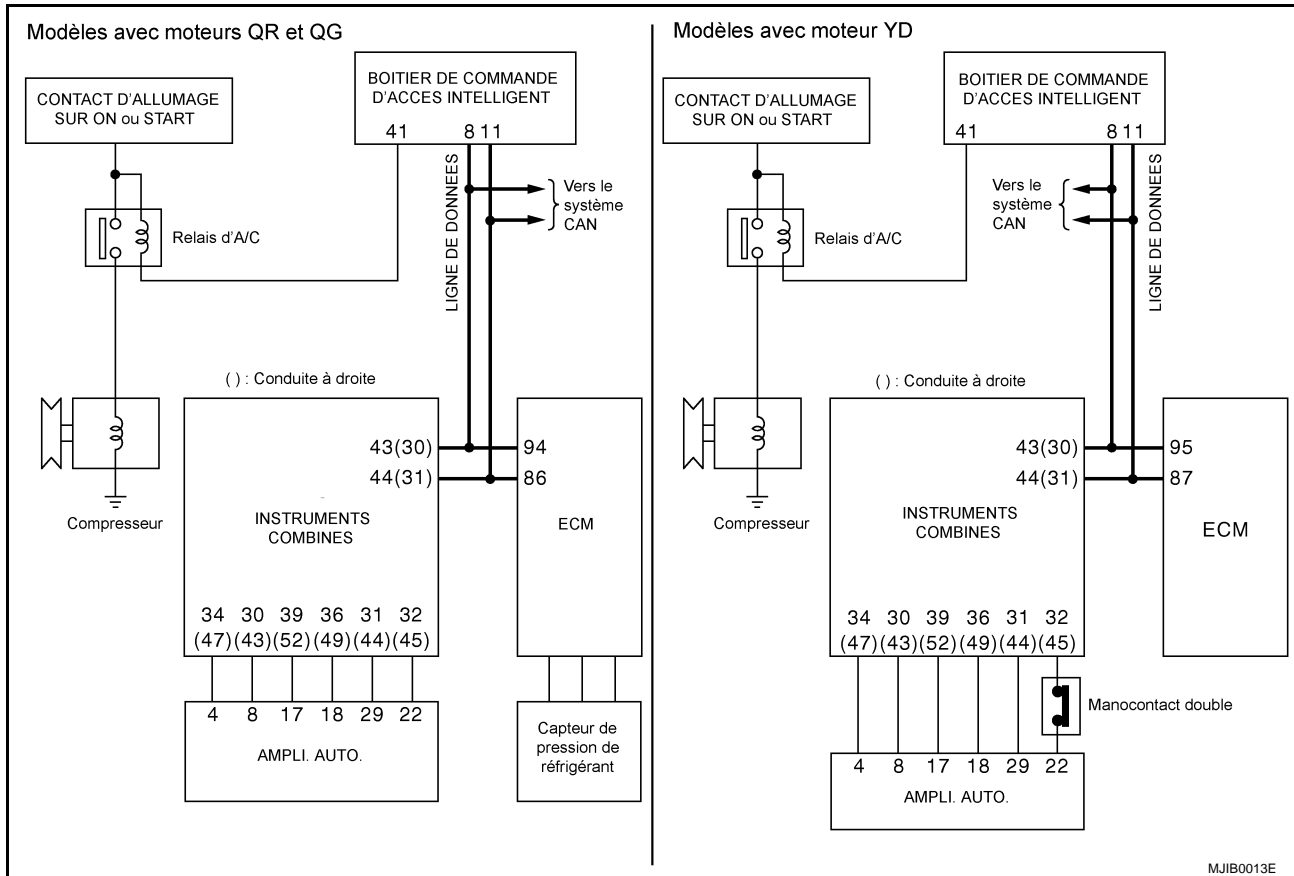 Modèles avec moteurs QR et QG
CONTACT D'ALLUMAGE
SUR ON ou START
BOITIER DE COMMANDE
D'ACCES INTELLIGENT
41 8 11
LIGNE DE DONNEES
Vers le
système
CAN
Relais d'A/C
( ) : Conduite à droite
Compresseur
43(30)
44(31)
INSTRUMENTS
COMBINES
94
86
ECM
34 30 39 36 31 32
(47) (43) (52) (49) (44) (45)
4 8 17 18 29 22
AMPLI. AUTO.
Capteur de
pression de
réfrigérant
Modèles avec moteur YD
CONTACT D'ALLUMAGE
SUR ON ou START
BOITIER DE COMMANDE
D'ACCES INTELLIGENT
41 8 11
Vers le
système
CAN
LIGNE DE DONNEES
Relais d'A/C
( ) : Conduite à droite
Compresseur
43(30)
44(31)
INSTRUMENTS
COMBINES
95
87
ECM
34 30 39 36 31 32
(47) (43) (52) (49) (44) (45)
Manocontact double
4 8 17 18 29 22
AMPLI. AUTO.
MJIB0013E